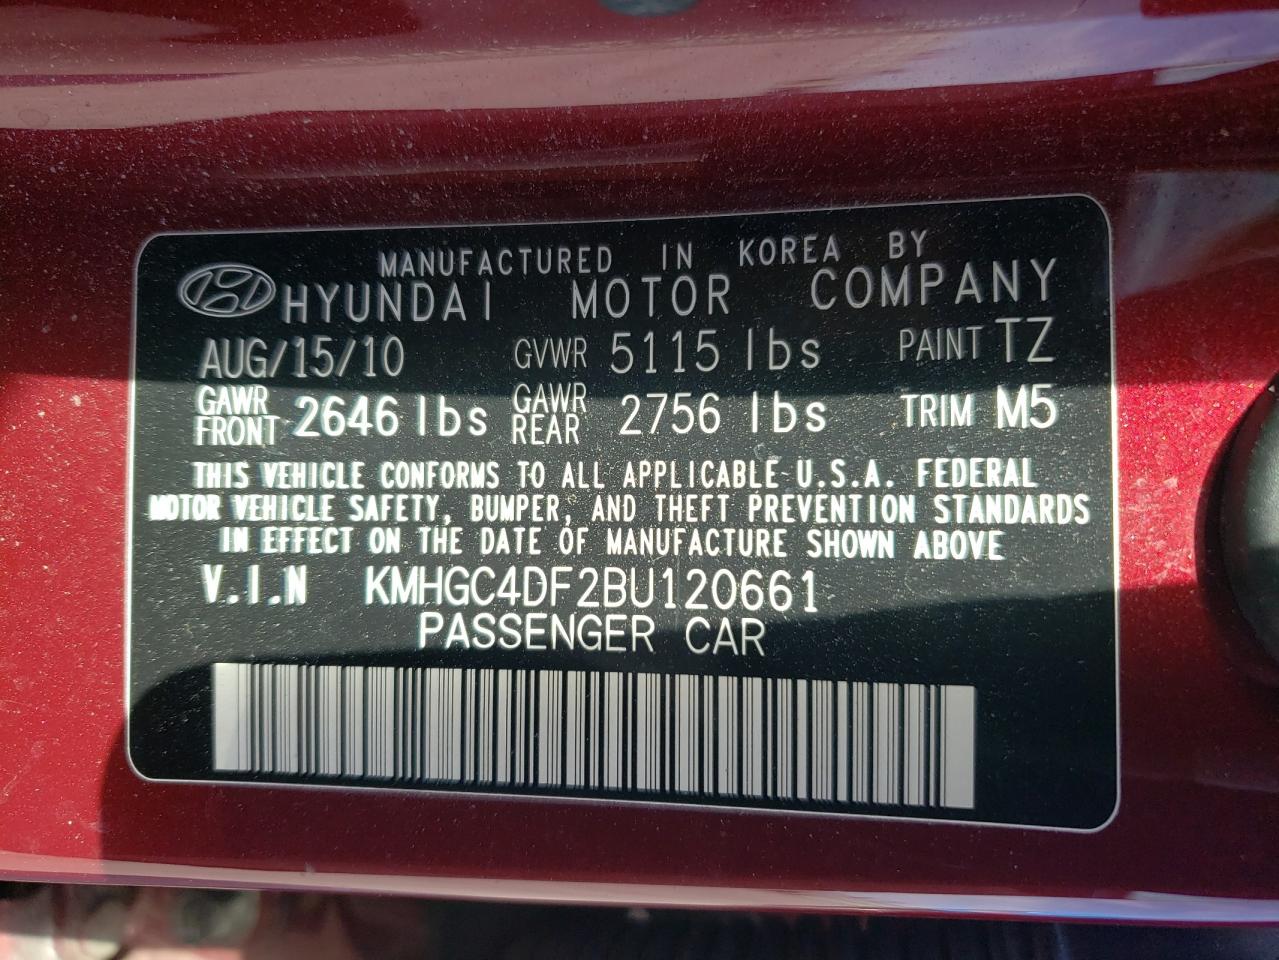 MANUFACTURED IN KOREA BY
HYUNDAI MOTOR COMPANY
AUG/15/10 GVWR 5115 lbs PAINT TZ
GAWR FRONT 2646 lbs GAWR REAR 2756 lbs TRIM M5
THIS VEHICLE CONFORMS TO ALL APPLICABLE U.S.A. FEDERAL
MOTOR VEHICLE SAFETY, BUMPER, AND THEFT PREVENTION STANDARDS
IN EFFECT ON THE DATE OF MANUFACTURE SHOWN ABOVE
V.I.N KMHGC4DF2BU120661
PASSENGER CAR